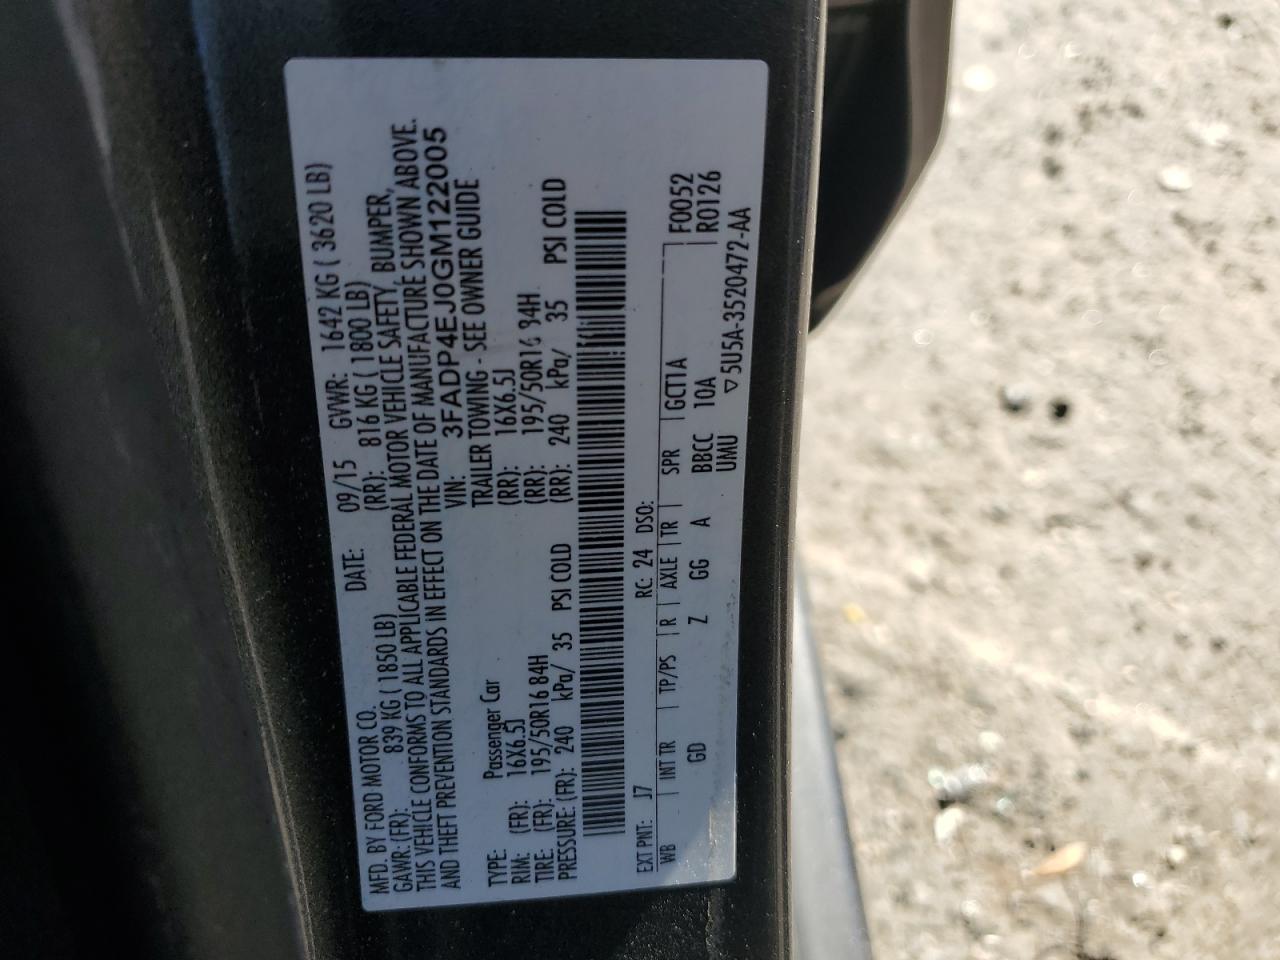 MFD. BY FORD MOTOR CO. DATE: 09/15 GVWR: 1642 KG ( 3620 LB)
GAWR: (FR): 839 KG ( 1850 LB) (RR): 816 KG ( 1800 LB)
THIS VEHICLE CONFORMS TO ALL APPLICABLE FEDERAL MOTOR VEHICLE SAFETY, BUMPER,
AND THEFT PREVENTION STANDARDS IN EFFECT ON THE DATE OF MANUFACTURE SHOWN ABOVE.
VIN: 3FADP4EJ0GM122005
TYPE: Passenger Car TRAILER TOWING - SEE OWNER GUIDE
RIM: (FR): 16X6.5J (RR): 16X6.5J
TIRE: (FR): 195/50R16 84H (RR): 195/50R16 84H
PRESSURE: (FR): 240 kPa/ 35 PSI COLD (RR): 240 kPa/ 35 PSI COLD
EXT PNT: J7 RC: 24 DSO: F0052
WB INT TR TP/PS R AXLE TR SPR GCT1A R0126
GD Z GG A BBCC 10A
UMU ▽5U5A-3520472-AA